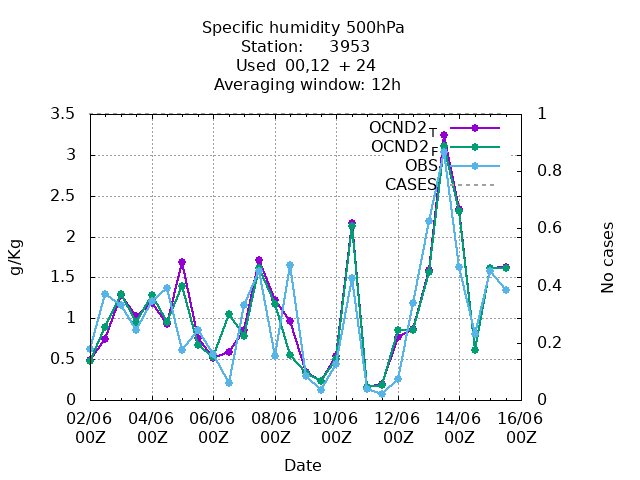 Specific humidity 500hPa
Station: 3953
Used 00,12 + 24
Averaging window: 12h
3.5
3
2.5
2
1.5
1
0.5
0
g/Kg
1
0.8
0.6
0.4
0.2
0
No cases
OCND2T
OCND2F
OBS
CASES
02/06 04/06 06/06 08/06 10/06 12/06 14/06 16/06
00Z 00Z 00Z 00Z 00Z 00Z 00Z 00Z
Date